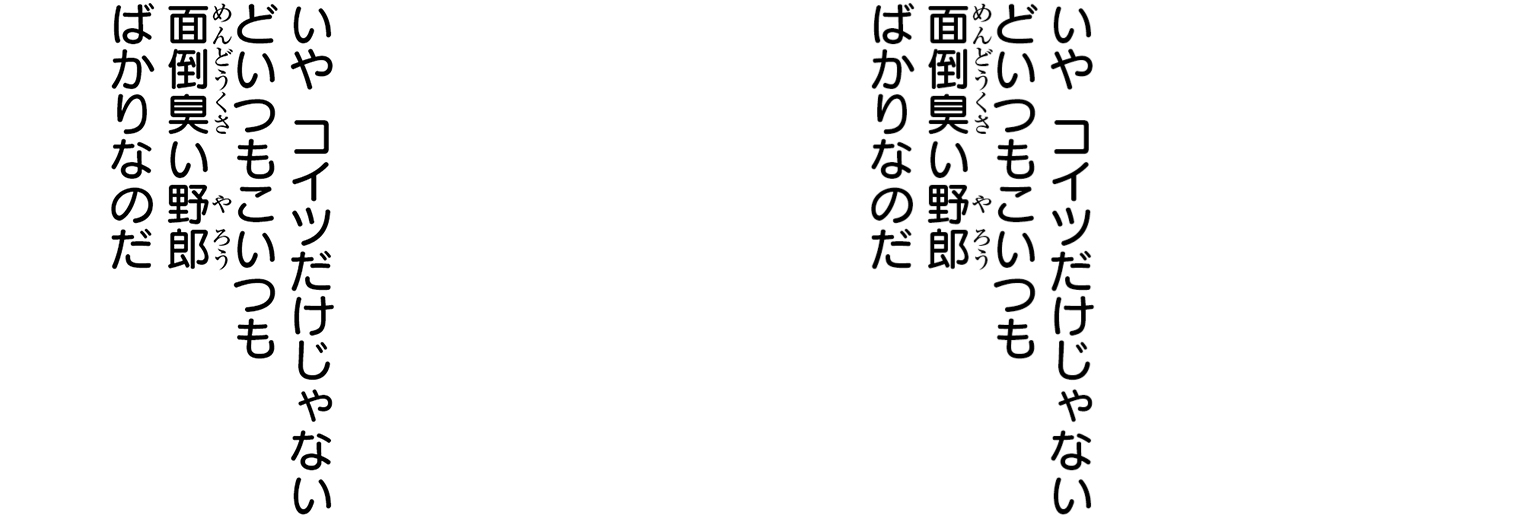 いや コイツだけじゃない
どいつもこいつも
面倒臭い野郎
ばかりなのだ
いや コイツだけじゃない
どいつもこいつも
面倒臭い野郎
ばかりなのだ